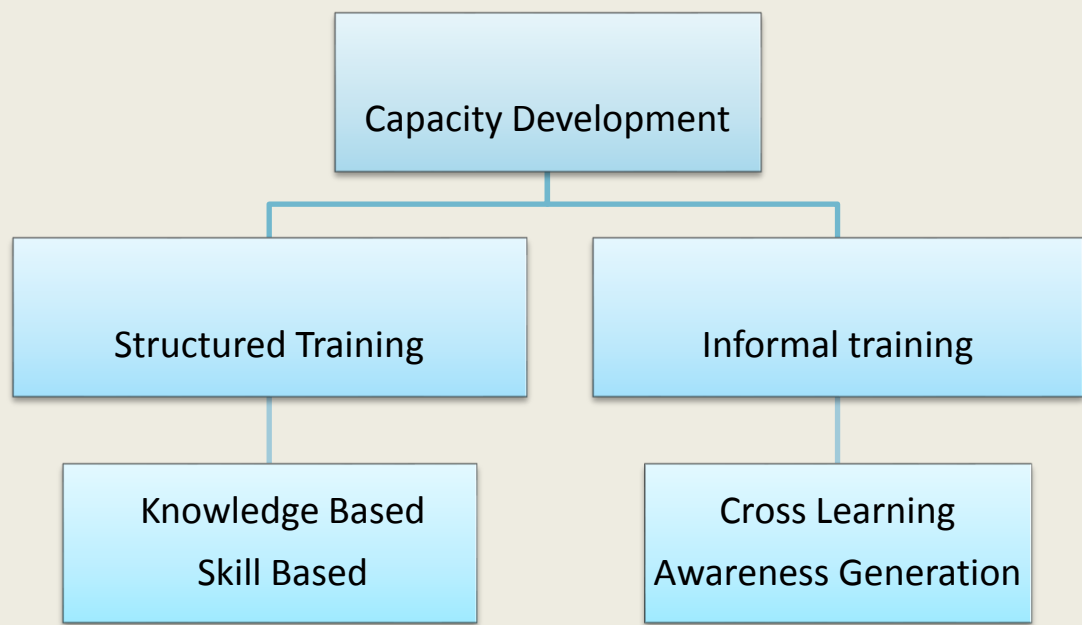 Capacity Development
Structured Training
Informal training
Knowledge Based
Skill Based
Cross Learning
Awareness Generation